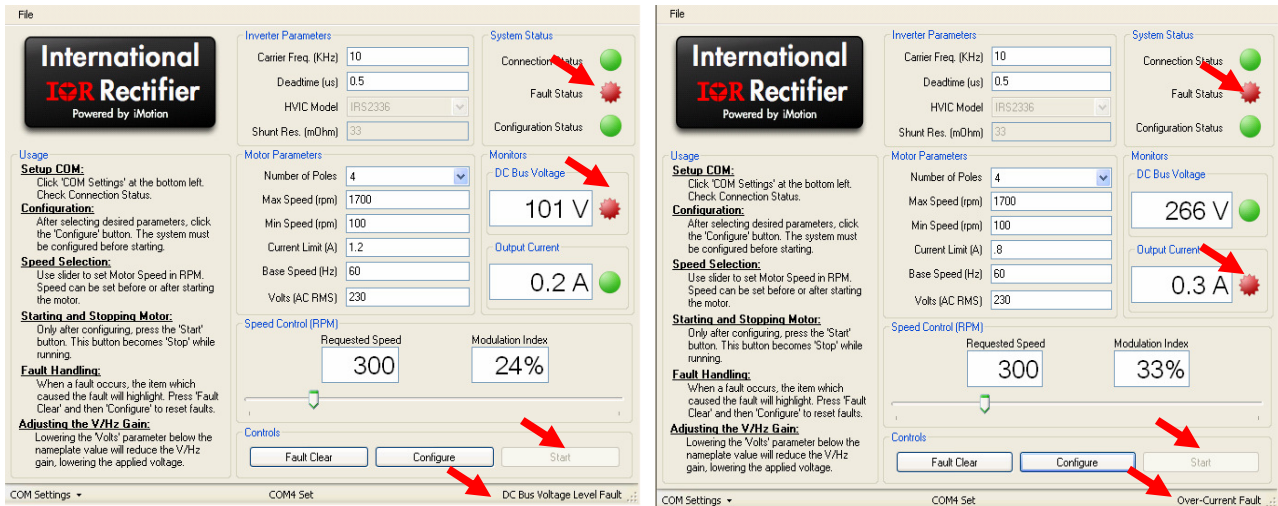 File
International
IOR Rectifier
Powered by iMotion
Usage
Setup COM:
Click 'COM Settings' at the bottom left.
Check Connection Status.
Configuration:
After selecting desired parameters, click
the 'Configure' button. The system must
be configured before starting.
Speed Selection:
Use slider to set Motor Speed in RPM.
Speed can be set before or after starting
the motor.
Starting and Stopping Motor:
Only after configuring, press the 'Start'
button. This button becomes 'Stop' while
running.
Fault Handling:
When a fault occurs, the item which
caused the fault will highlight. Press 'Fault
Clear' and then 'Configure' to reset faults.
Adjusting the V/Hz Gain:
Lowering the 'Volts' parameter below the
nameplate value will reduce the V/Hz
gain, lowering the applied voltage.
Inverter Parameters
Carrier Freq. (KHz) 10
Deadtime (us) 0.5
HVIC Model IRS2336
Shunt Res. (mOhm) 33
System Status
Connection Status
Fault Status
Configuration Status
Motor Parameters
Number of Poles 4
Max Speed (rpm) 1700
Min Speed (rpm) 100
Current Limit (A) 1.2
Base Speed (Hz) 60
Volts (AC RMS) 230
Monitors
DC Bus Voltage
101 V
Output Current
0.2 A
Speed Control (RPM)
Requested Speed Modulation Index
300 24%
Controls
Fault Clear Configure Start
COM Settings COM4 Set DC Bus Voltage Level Fault
File
International
IOR Rectifier
Powered by iMotion
Usage
Setup COM:
Click 'COM Settings' at the bottom left.
Check Connection Status.
Configuration:
After selecting desired parameters, click
the 'Configure' button. The system must
be configured before starting.
Speed Selection:
Use slider to set Motor Speed in RPM.
Speed can be set before or after starting
the motor.
Starting and Stopping Motor:
Only after configuring, press the 'Start'
button. This button becomes 'Stop' while
running.
Fault Handling:
When a fault occurs, the item which
caused the fault will highlight. Press 'Fault
Clear' and then 'Configure' to reset faults.
Adjusting the V/Hz Gain:
Lowering the 'Volts' parameter below the
nameplate value will reduce the V/Hz
gain, lowering the applied voltage.
Inverter Parameters
Carrier Freq. (KHz) 10
Deadtime (us) 0.5
HVIC Model IRS2336
Shunt Res. (mOhm) 33
System Status
Connection Status
Fault Status
Configuration Status
Motor Parameters
Number of Poles 4
Max Speed (rpm) 1700
Min Speed (rpm) 100
Current Limit (A) .8
Base Speed (Hz) 60
Volts (AC RMS) 230
Monitors
DC Bus Voltage
266 V
Output Current
0.3 A
Speed Control (RPM)
Requested Speed Modulation Index
300 33%
Controls
Fault Clear Configure Start
COM Settings COM4 Set Over-Current Fault